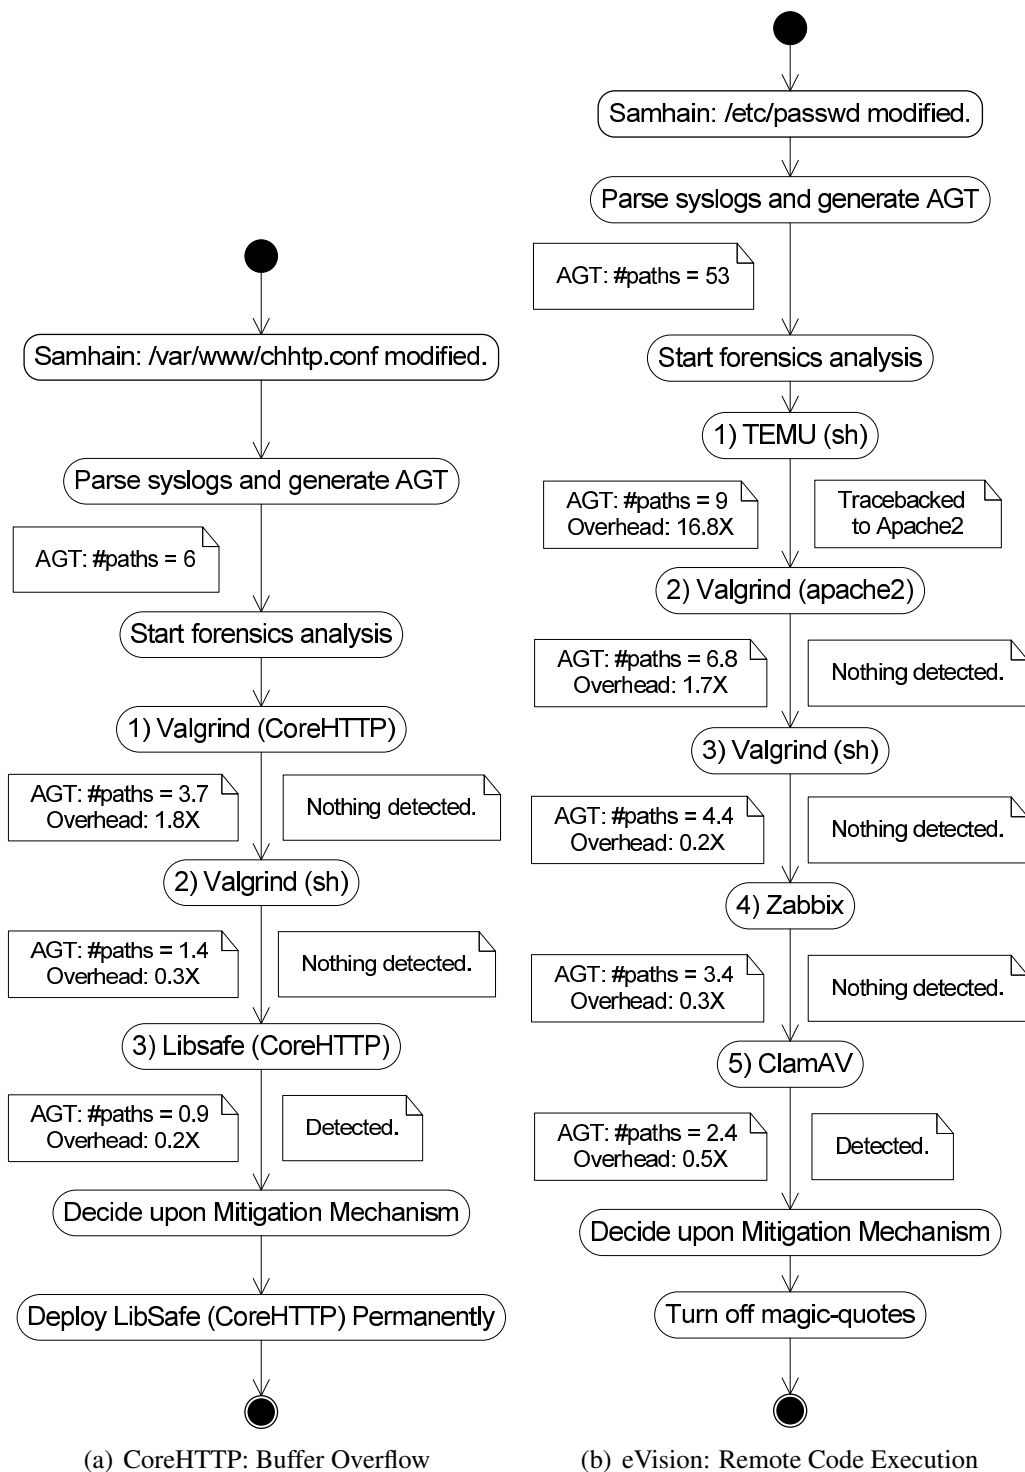 Samhain: /var/www/chhtp.conf modified.
Parse syslogs and generate AGT
AGT: #paths = 6
Start forensics analysis
1) Valgrind (CoreHTTP)
AGT: #paths = 3.7
Overhead: 1.8X
Nothing detected.
2) Valgrind (sh)
AGT: #paths = 1.4
Overhead: 0.3X
Nothing detected.
3) Libsafe (CoreHTTP)
AGT: #paths = 0.9
Overhead: 0.2X
Detected.
Decide upon Mitigation Mechanism
Deploy LibSafe (CoreHTTP) Permanently
(a) CoreHTTP: Buffer Overflow
Samhain: /etc/passwd modified.
Parse syslogs and generate AGT
AGT: #paths = 53
Start forensics analysis
1) TEMU (sh)
AGT: #paths = 9
Overhead: 16.8X
Tracebacked
to Apache2
2) Valgrind (apache2)
AGT: #paths = 6.8
Overhead: 1.7X
Nothing detected.
3) Valgrind (sh)
AGT: #paths = 4.4
Overhead: 0.2X
Nothing detected.
4) Zabbix
AGT: #paths = 3.4
Overhead: 0.3X
Nothing detected.
5) ClamAV
AGT: #paths = 2.4
Overhead: 0.5X
Detected.
Decide upon Mitigation Mechanism
Turn off magic-quotes
(b) eVision: Remote Code Execution